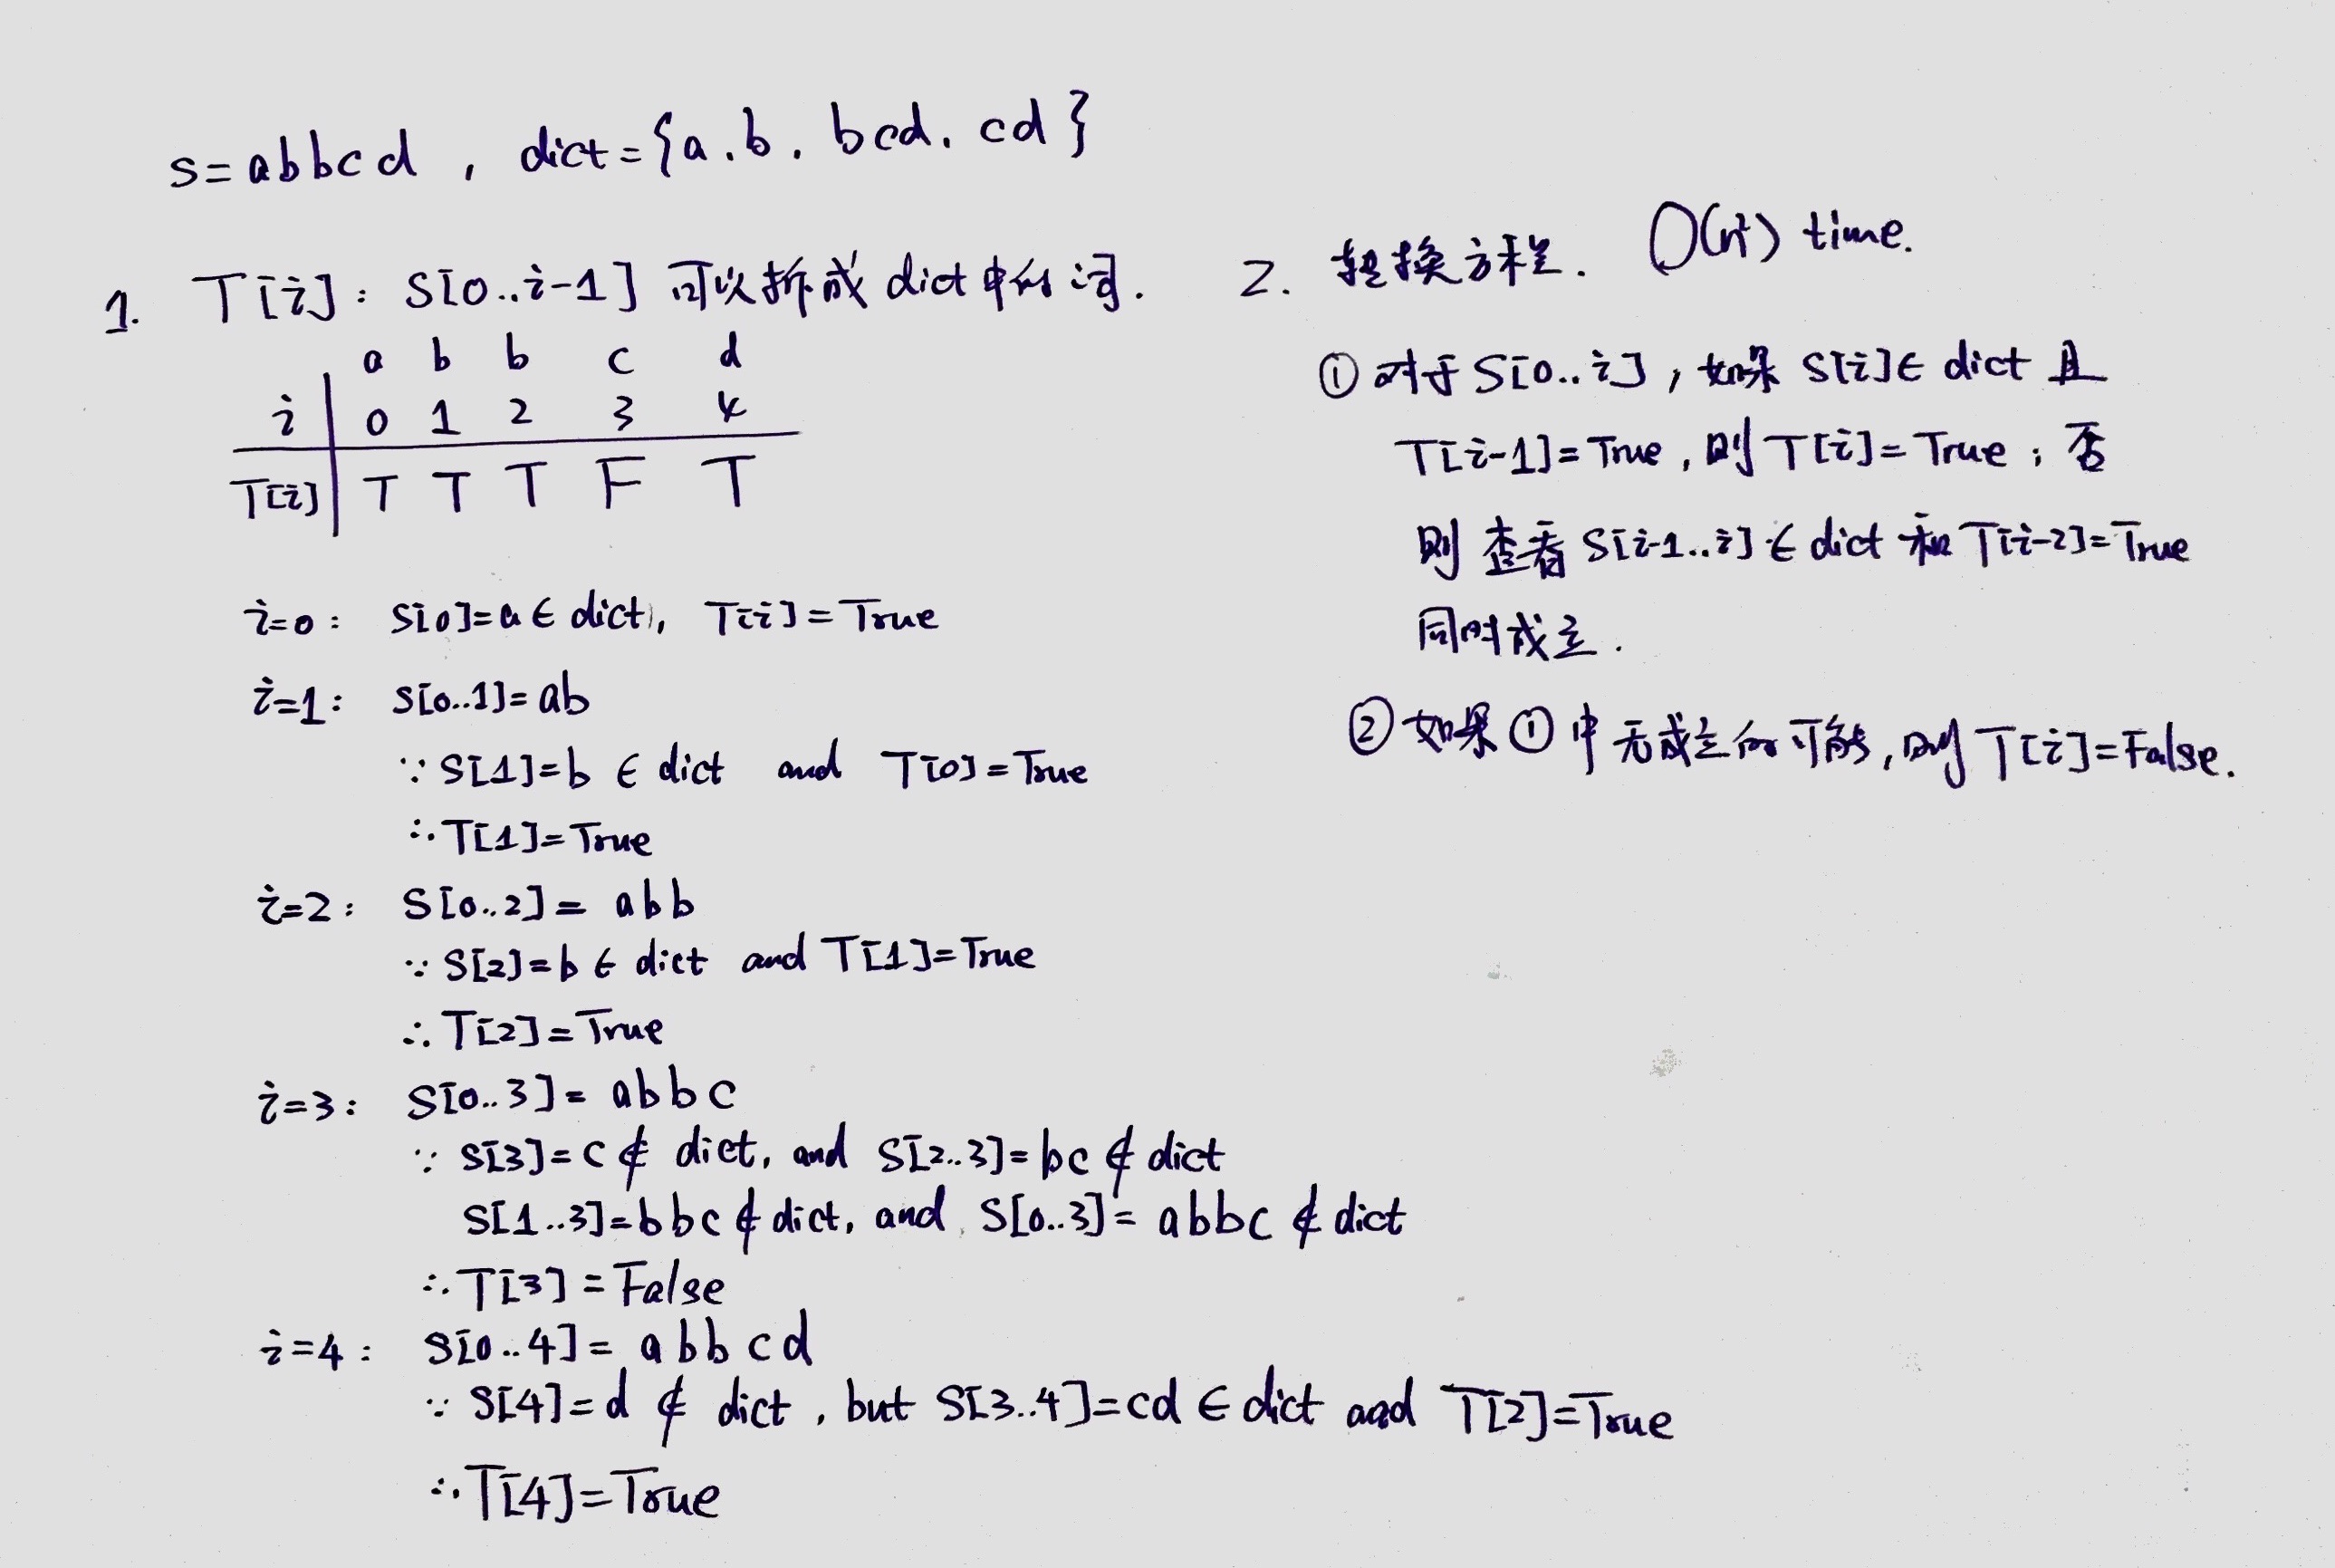 s=abbcd , dict={a.b. bcd. cd}
1. T[i]: S[0..i-1] 可以拆成 dict 中的词.
a b b c d
i 0 1 2 3 4
T[i] T T T F T
i=0: S[0]=a∈dict, T[i]=True
i=1: S[0..1]=ab
∵S[1]=b ∈ dict and T[0]=True
∴T[1]=True
i=2: S[0..2]= abb
∵S[2]=b∈ dict and T[1]=True
∴T[2]=True
i=3: S[0..3]= abbc
∵ S[3]=c∉ dict, and S[2..3]=bc∉dict
S[1..3]=bbc∉dict, and S[0..3]= abbc∉dict
∴T[3]=False
i=4: S[0..4]= abbcd
∵ S[4]=d ∉ dict, but S[3..4]=cd∈dict and T[2]=True
∴T[4]=True
2. 转换方程. O(n²) time.
① 对于S[0..i], 如果 S[i]∈ dict 且
T[i-1]=True, 则T[i]=True; 否
则 查看 S[i-1..i]∈dict 和T[i-2]=True
同时成立.
② 如果①中无成立的可能, 则T[i]=False.